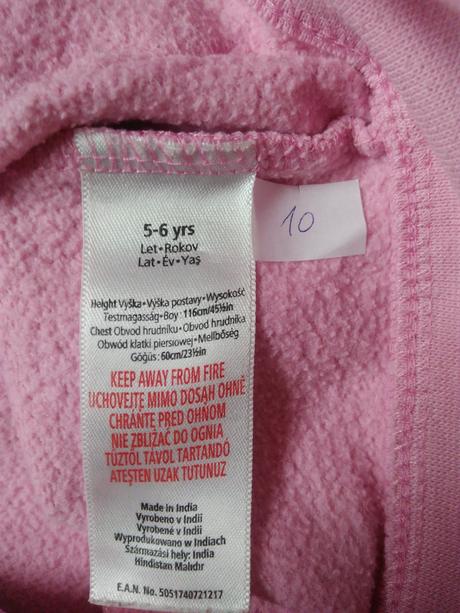 5-6 yrs
Let•Rokov
Lat•Év•Yaş
10
Height Výška•Výška postavy•Wysokość
Testmagasság•Boy: 116cm/45½in
Chest Obvod hrudníku•Obvod hrudníka
Obwód klatki piersiowej•Mellbőség
Göğüs: 60cm/23½in
KEEP AWAY FROM FIRE
UCHOVEJTE MIMO DOSAH OHNĚ
CHRÁŇTE PRED OHŇOM
NIE ZBLIŻAĆ DO OGNIA
TŰZTŐL TÁVOL TARTANDÓ
ATEŞTEN UZAK TUTUNUZ
Made in India
Vyrobeno v Indii
Vyrobené v Indii
Wyprodukowano w Indiach
Származási hely: India
Hindistan Malıdır
E.A.N. No. 5051740721217